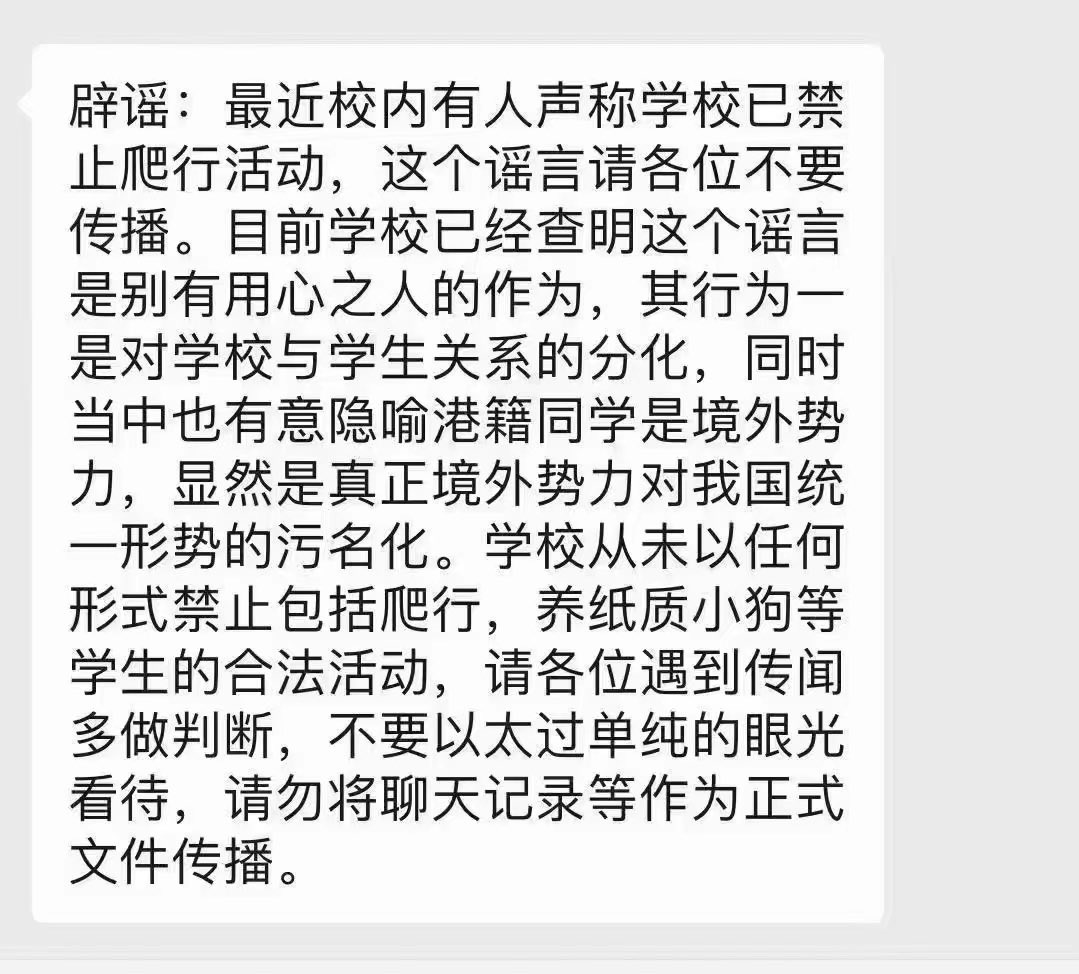 辟谣：最近校内有人声称学校已禁
止爬行活动，这个谣言请各位不要
传播。目前学校已经查明这个谣言
是别有用心之人的作为，其行为一
是对学校与学生关系的分化，同时
当中也有意隐喻港籍同学是境外势
力，显然是真正境外势力对我国统
一形势的污名化。学校从未以任何
形式禁止包括爬行，养纸质小狗等
学生的合法活动，请各位遇到传闻
多做判断，不要以太过单纯的眼光
看待，请勿将聊天记录等作为正式
文件传播。